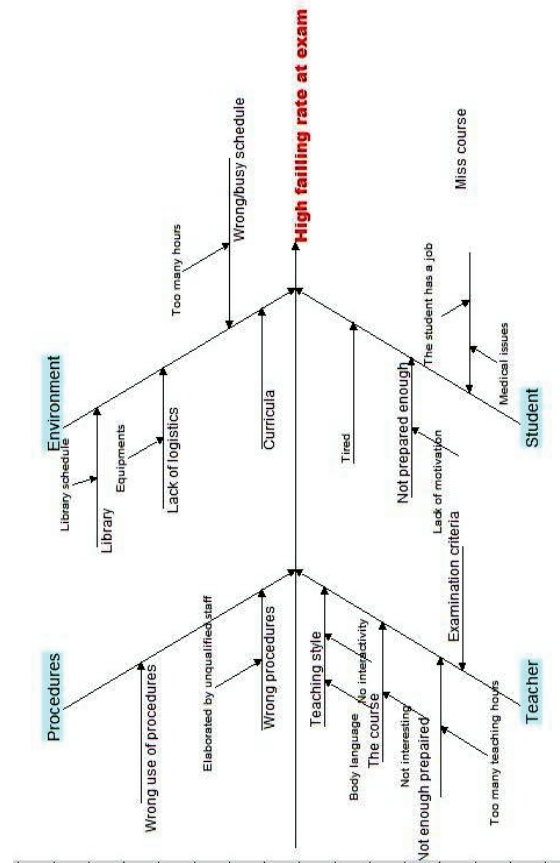 Procedures
Environment
Wrong use of procedures
Elaborated by unqualified staff
Wrong procedures
Library schedule
Library
Equipments
Lack of logistics
Curricula
Too many hours
Wrong/busy schedule
High failling rate at exam
Teaching style
No interactivity
Body language
The course
Not interesting
Not enough prepared
Too many teaching hours
Examination criteria
Teacher
Tired
Not prepared enough
Lack of motivation
The student has a job
Medical issues
Miss course
Student